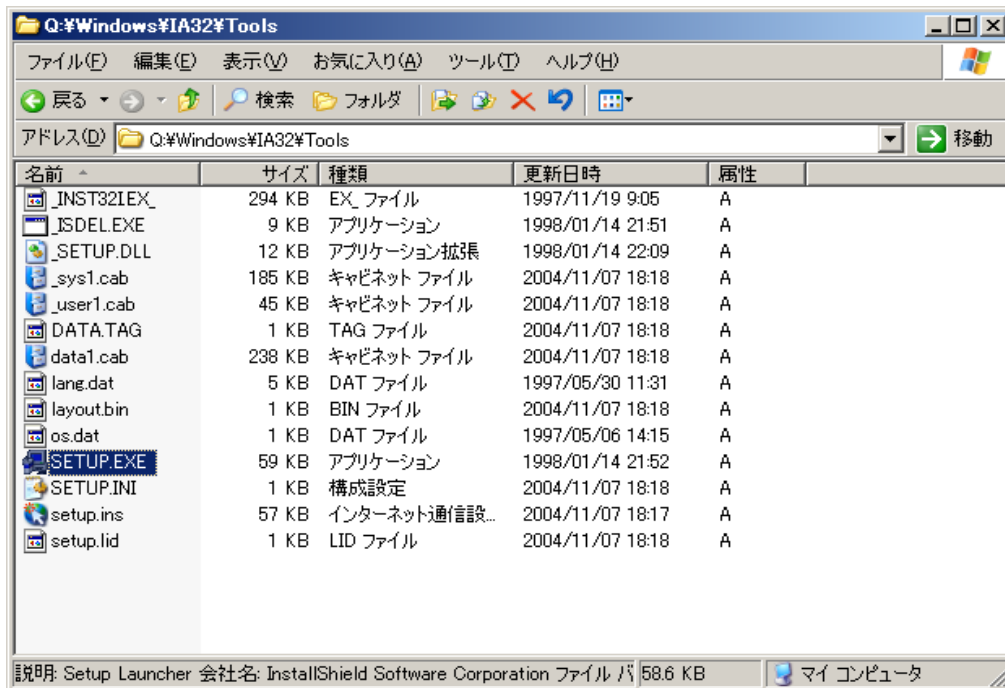 Q:¥Windows¥IA32¥Tools
ファイル(F) 編集(E) 表示(V) お気に入り(A) ツール(T) ヘルプ(H)
戻る 検索 フォルダ
アドレス(D) Q:¥Windows¥IA32¥Tools 移動
名前 サイズ 種類 更新日時 属性
_INST32I.EX_ 294 KB EX_ ファイル 1997/11/19 9:05 A
_ISDEL.EXE 9 KB アプリケーション 1998/01/14 21:51 A
_SETUP.DLL 12 KB アプリケーション拡張 1998/01/14 22:09 A
_sys1.cab 185 KB キャビネット ファイル 2004/11/07 18:18 A
_user1.cab 45 KB キャビネット ファイル 2004/11/07 18:18 A
DATA.TAG 1 KB TAG ファイル 2004/11/07 18:18 A
data1.cab 238 KB キャビネット ファイル 2004/11/07 18:18 A
lang.dat 5 KB DAT ファイル 1997/05/30 11:31 A
layout.bin 1 KB BIN ファイル 2004/11/07 18:18 A
os.dat 1 KB DAT ファイル 1997/05/06 14:15 A
SETUP.EXE 59 KB アプリケーション 1998/01/14 21:52 A
SETUP.INI 1 KB 構成設定 2004/11/07 18:18 A
setup.ins 57 KB インターネット通信設... 2004/11/07 18:17 A
setup.lid 1 KB LID ファイル 2004/11/07 18:18 A
説明: Setup Launcher 会社名: InstallShield Software Corporation ファイル バ 58.6 KB マイ コンピュータ